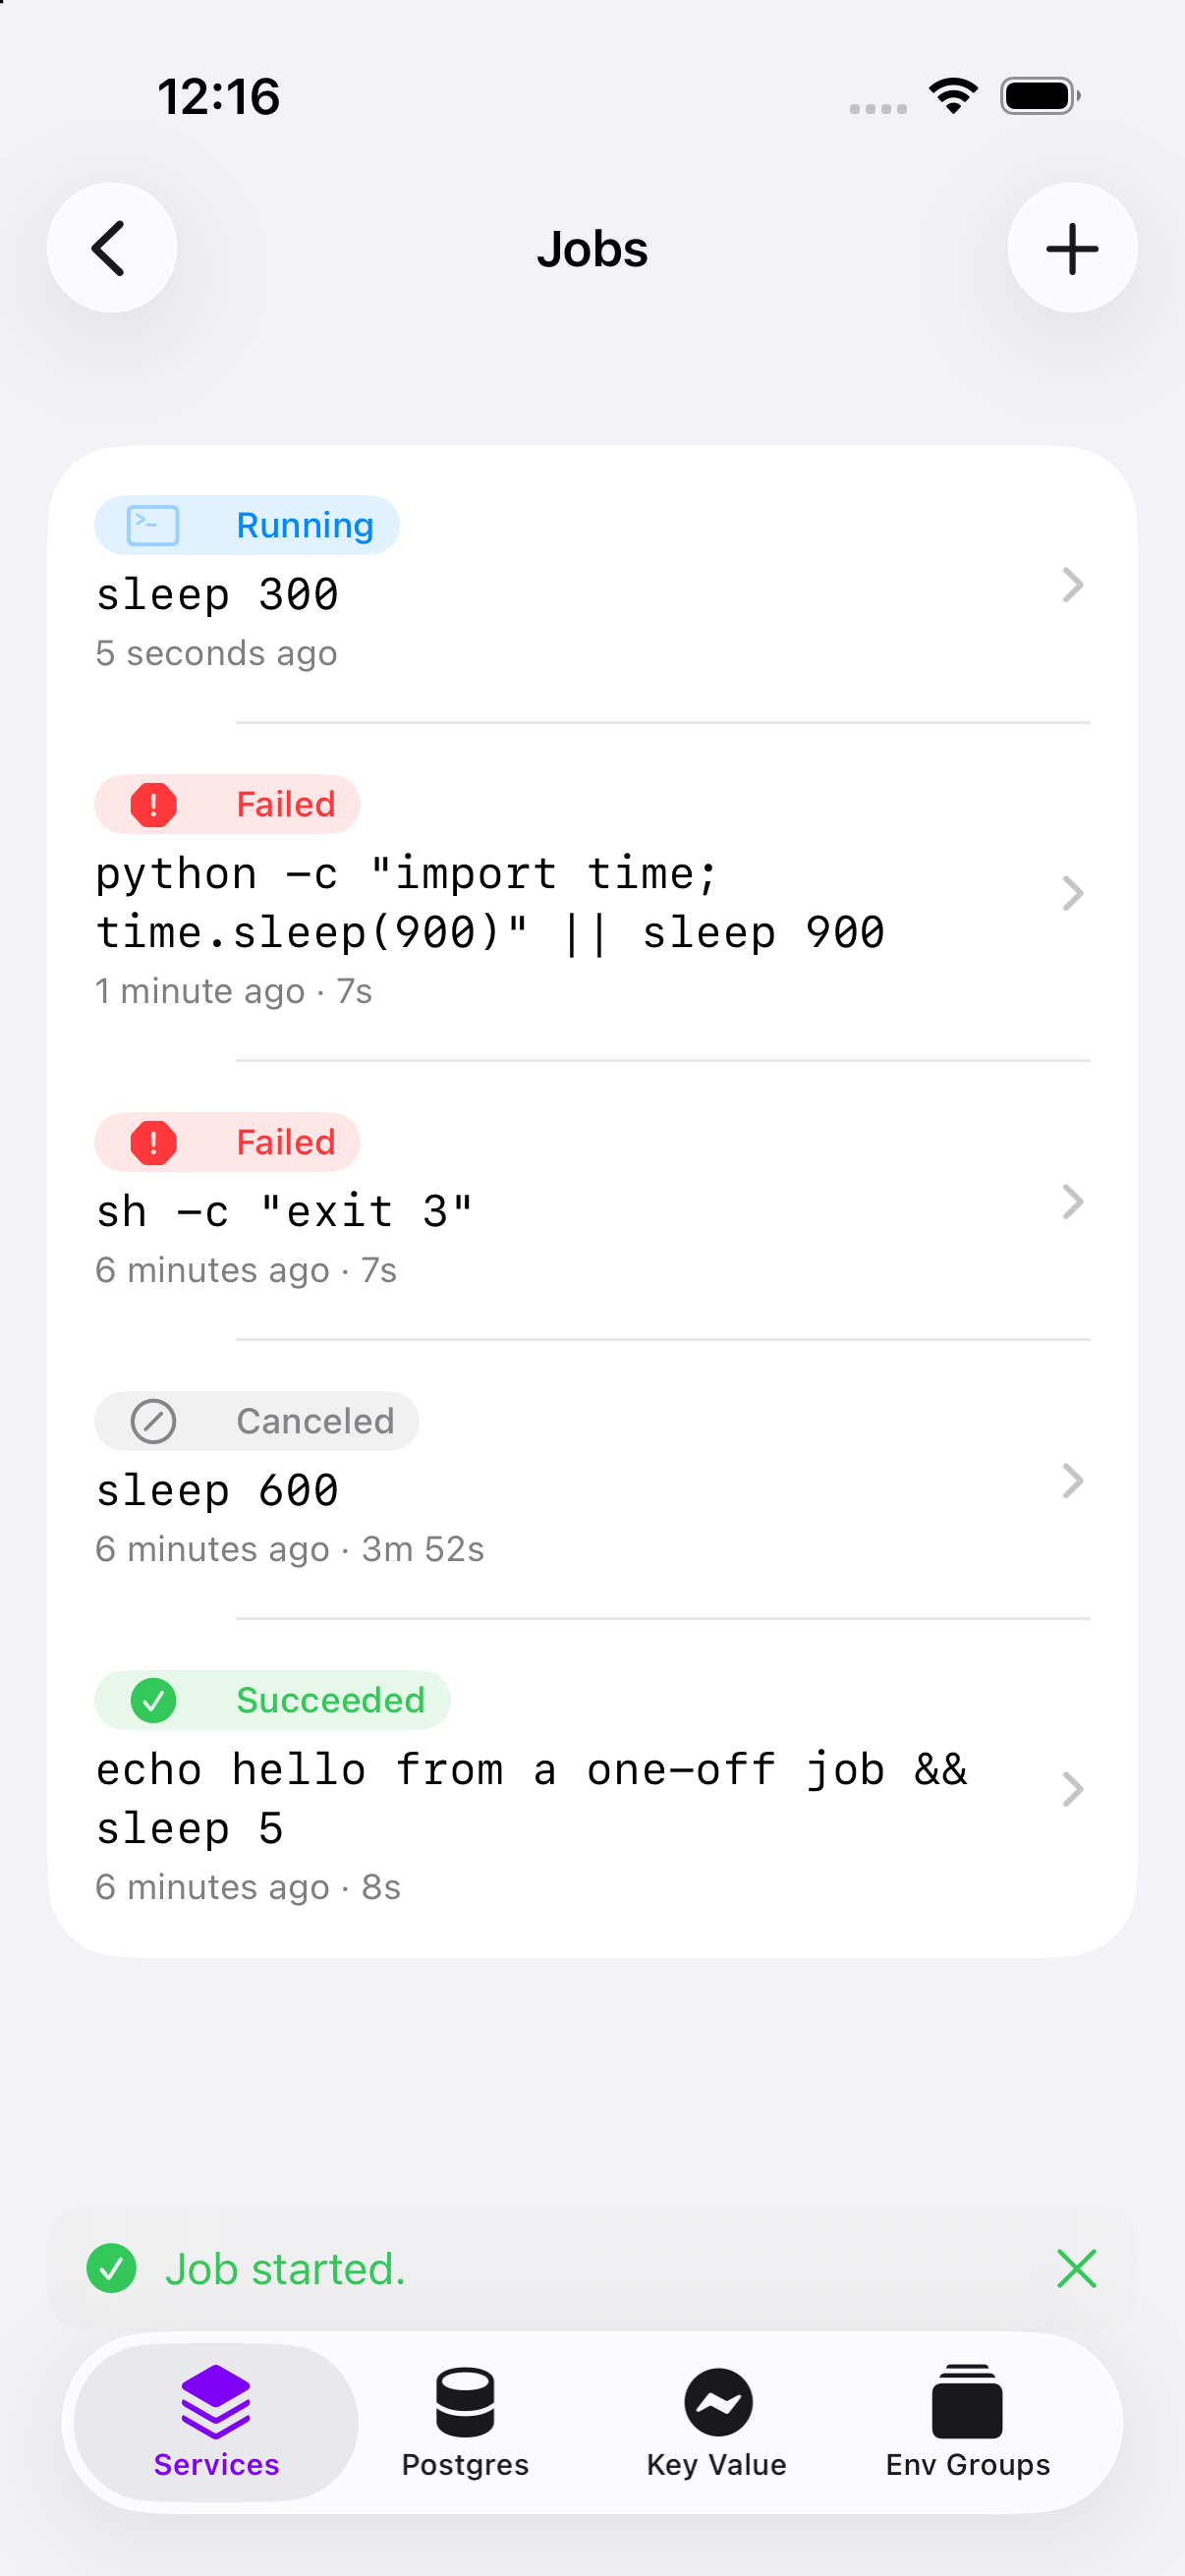 12:16
Jobs
Running
sleep 300
5 seconds ago
Failed
python -c "import time;
time.sleep(900)" || sleep 900
1 minute ago · 7s
Failed
sh -c "exit 3"
6 minutes ago · 7s
Canceled
sleep 600
6 minutes ago · 3m 52s
Succeeded
echo hello from a one-off job &&
sleep 5
6 minutes ago · 8s
Job started.
Services
Postgres
Key Value
Env Groups